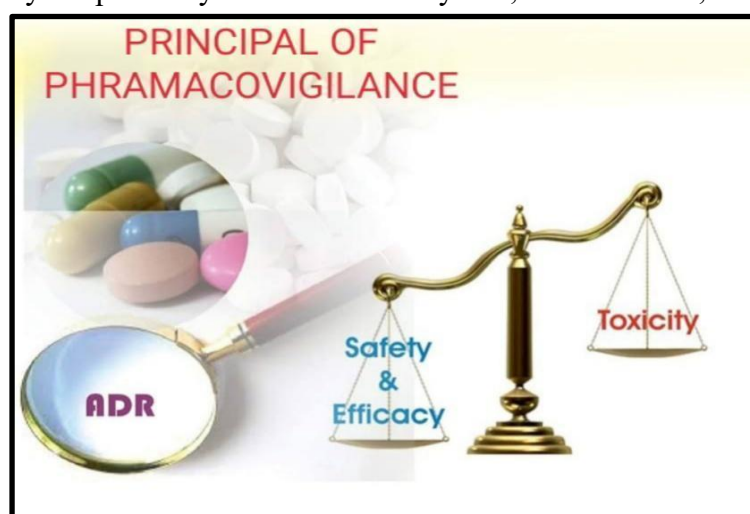 PRINCIPAL OF
PHRAMACOVIGILANCE
ADR
Safety
&
Efficacy
Toxicity